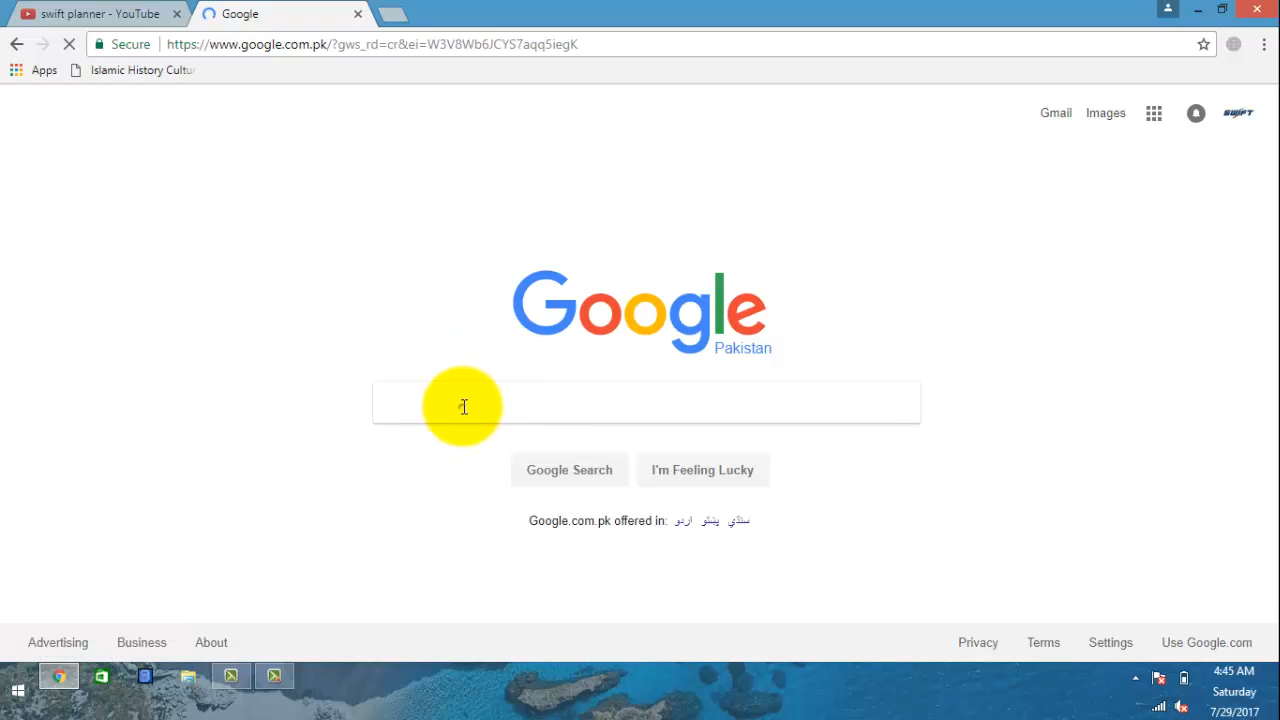 swift planner - YouTube
Google
Secure https://www.google.com.pk/?gws_rd=cr&ei=W3V8Wb6JCYS7aqq5iegK
Apps Islamic History Cultur
Gmail Images SWIFT
Google
Pakistan
Google Search I'm Feeling Lucky
Google.com.pk offered in: اردو پښتو سنڌي
Advertising Business About Privacy Terms Settings Use Google.com
4:45 AM
Saturday
7/29/2017